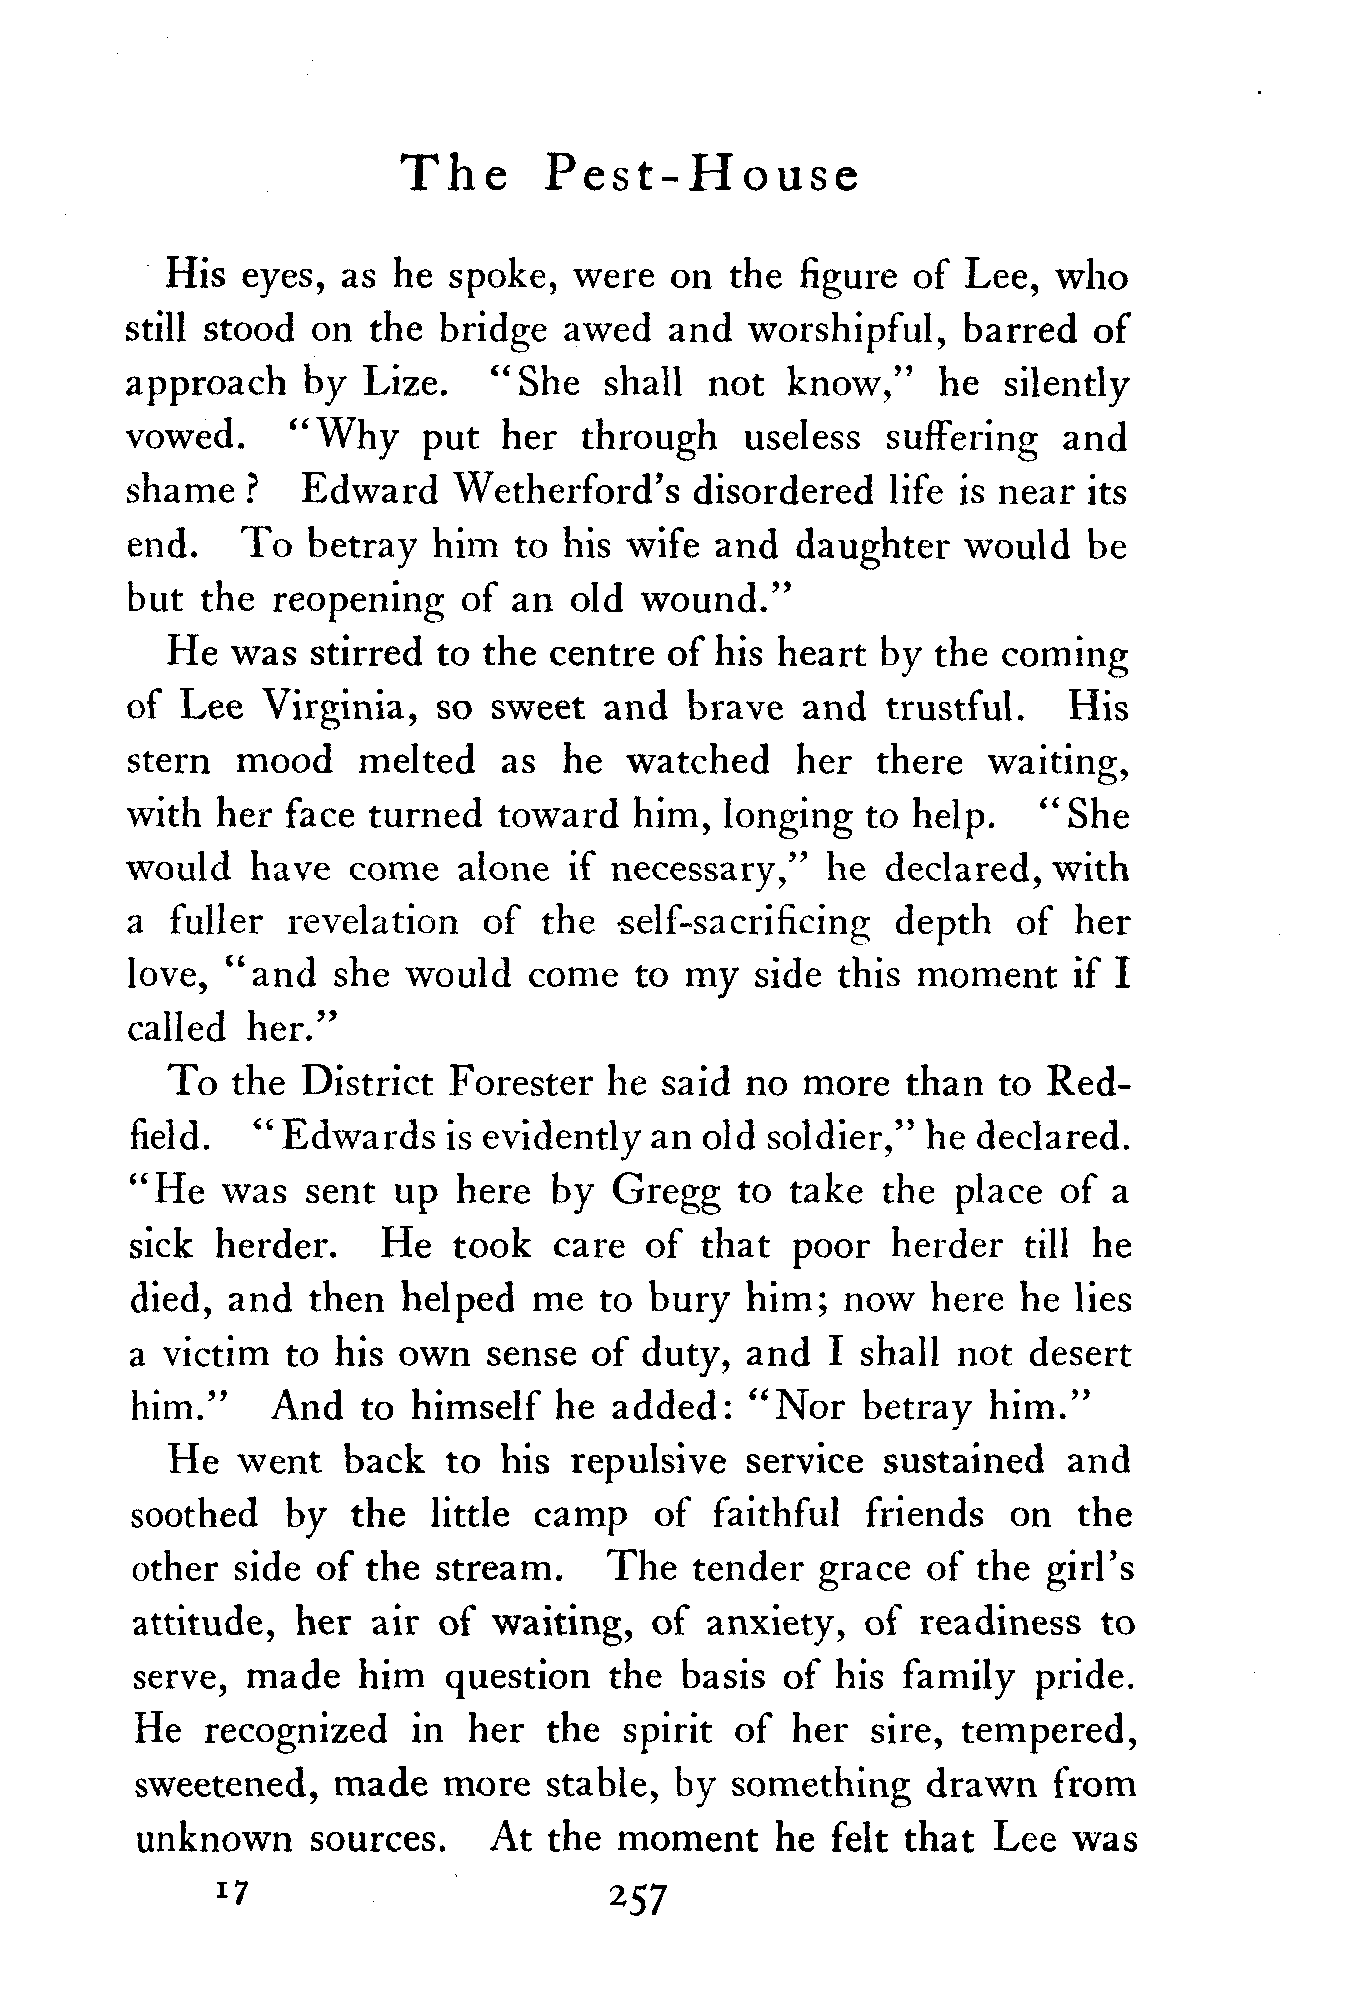 The Pest-House
His eyes, as he spoke, were on the figure of Lee, who
still stood on the bridge awed and worshipful, barred of
approach by Lize. "She shall not know," he silently
vowed. "Why put her through useless suffering and
shame? Edward Wetherford's disordered life is near its
end. To betray him to his wife and daughter would be
but the reopening of an old wound."
He was stirred to the centre of his heart by the coming
of Lee Virginia, so sweet and brave and trustful. His
stern mood melted as he watched her there waiting,
with her face turned toward him, longing to help. "She
would have come alone if necessary," he declared, with
a fuller revelation of the self-sacrificing depth of her
love, "and she would come to my side this moment if I
called her."
To the District Forester he said no more than to Red-
field. "Edwards is evidently an old soldier," he declared.
"He was sent up here by Gregg to take the place of a
sick herder. He took care of that poor herder till he
died, and then helped me to bury him; now here he lies
a victim to his own sense of duty, and I shall not desert
him." And to himself he added: "Nor betray him."
He went back to his repulsive service sustained and
soothed by the little camp of faithful friends on the
other side of the stream. The tender grace of the girl's
attitude, her air of waiting, of anxiety, of readiness to
serve, made him question the basis of his family pride.
He recognized in her the spirit of her sire, tempered,
sweetened, made more stable, by something drawn from
unknown sources. At the moment he felt that Lee was
17 257